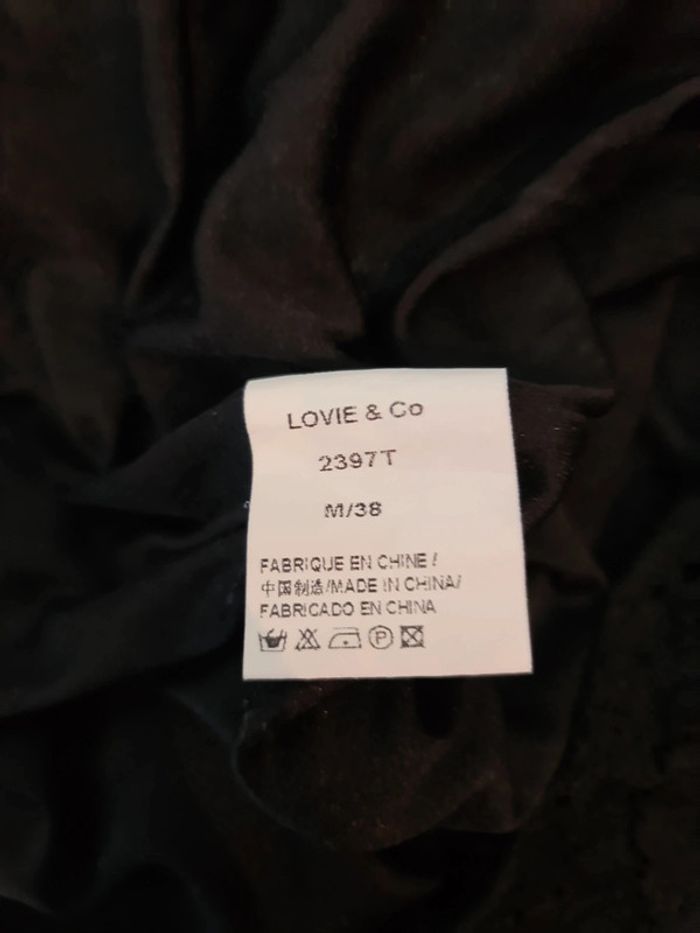 LOVIE & Co
2397T
M/38
FABRIQUE EN CHINE /
中国制造/MADE IN CHINA/
FABRICADO EN CHINA
P